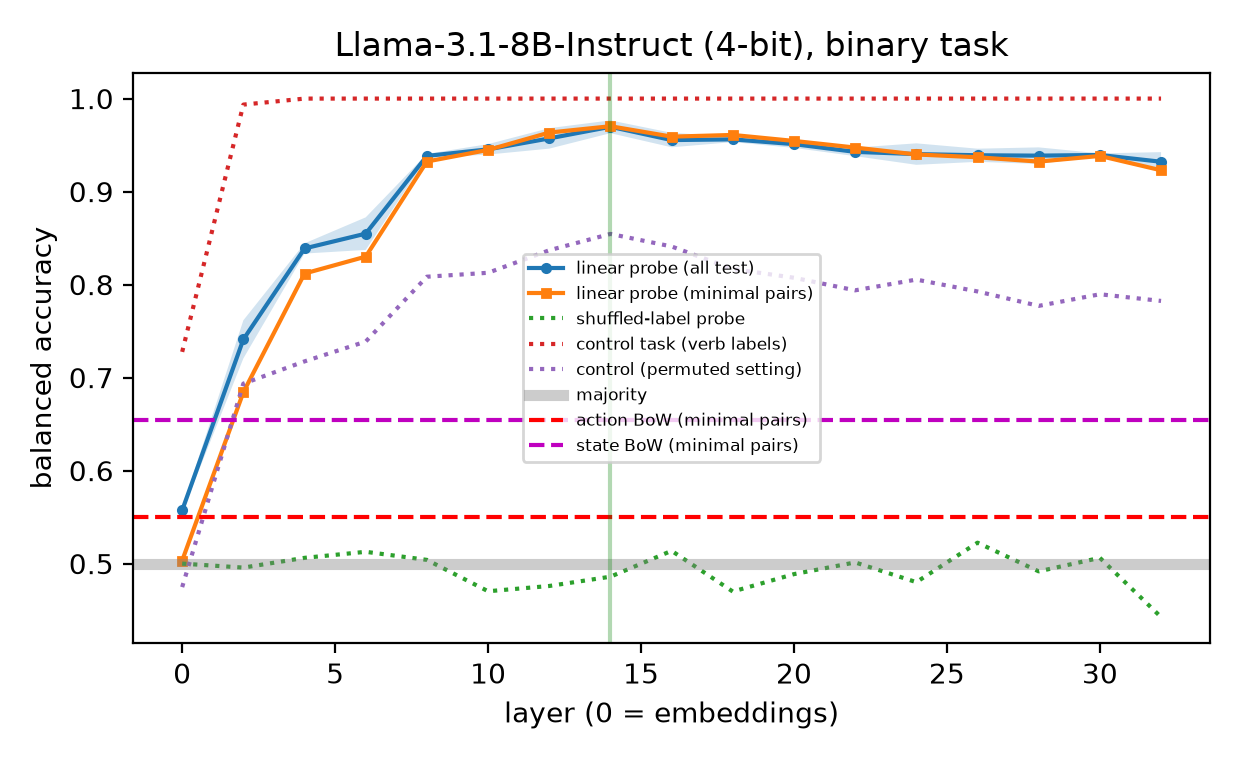 Llama-3.1-8B-Instruct (4-bit), binary task
balanced accuracy
1.0
0.9
0.8
0.7
0.6
0.5
linear probe (all test)
linear probe (minimal pairs)
shuffled-label probe
control task (verb labels)
control (permuted setting)
majority
action BoW (minimal pairs)
state BoW (minimal pairs)
0 5 10 15 20 25 30
layer (0 = embeddings)